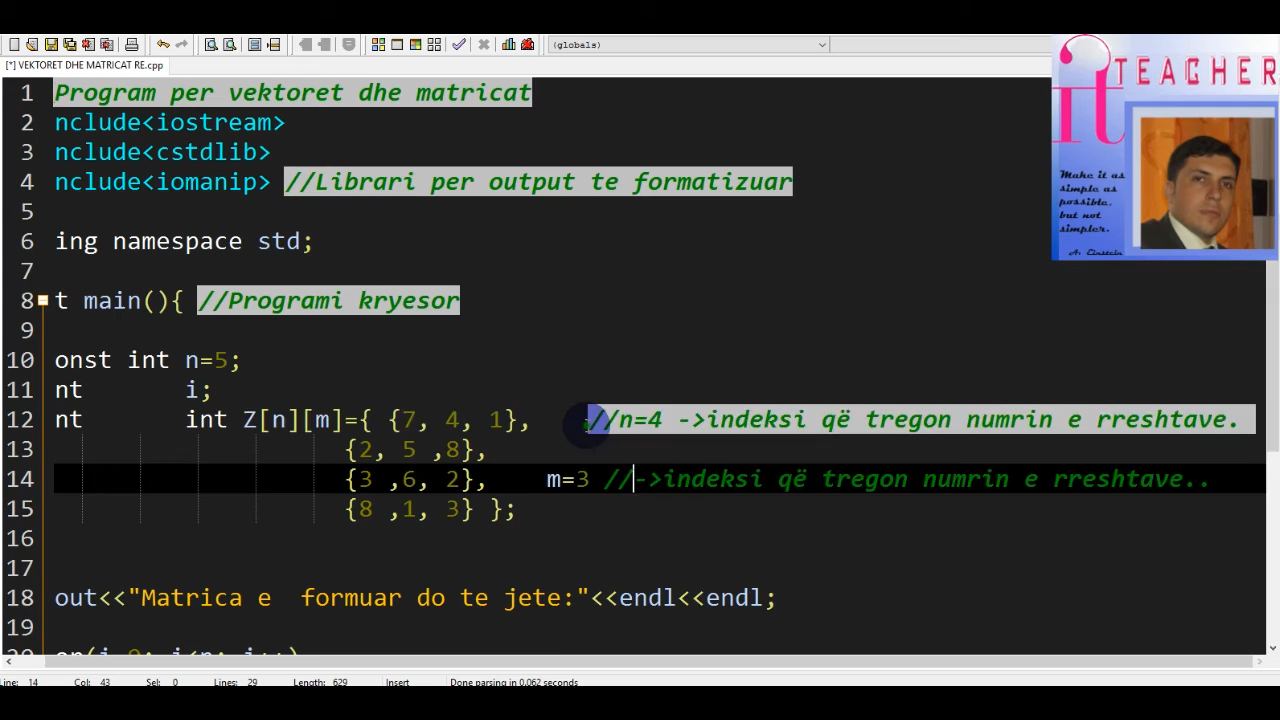 (globals)
[*] VEKTORET DHE MATRICAT RE.cpp
it TEACHER
Make it as
simple as
possible,
but not
simpler.
A. Einstein
1 Program per vektoret dhe matricat
2 nclude<iostream>
3 nclude<cstdlib>
4 nclude<iomanip> //Librari per output te formatizuar
5
6 ing namespace std;
7
8 t main(){ //Programi kryesor
9
10 onst int n=5;
11 nt i;
12 nt int Z[n][m]={ {7, 4, 1}, //n=4 ->indeksi që tregon numrin e rreshtave.
13 {2, 5 ,8},
14 {3 ,6, 2}, m=3 //->indeksi që tregon numrin e rreshtave..
15 {8 ,1, 3} };
16
17
18 out<<"Matrica e  formuar do te jete:"<<endl<<endl;
19
Line: 14 Col: 43 Sel: 0 Lines: 29 Length: 629 Insert Done parsing in 0,062 seconds